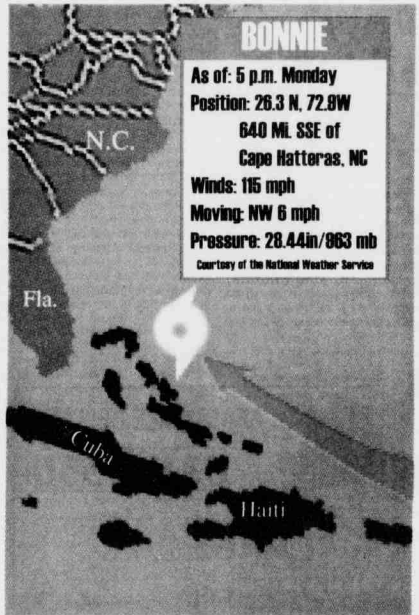 BONNIE
As of: 5 p.m. Monday
Position: 26.3 N, 72.9W
640 Mi. SSE of
Cape Hatteras, NC
Winds: 115 mph
Moving: NW 6 mph
Pressure: 28.44in/963 mb
Courtesy of the National Weather Service
N.C.
Fla.
Cuba
Haiti